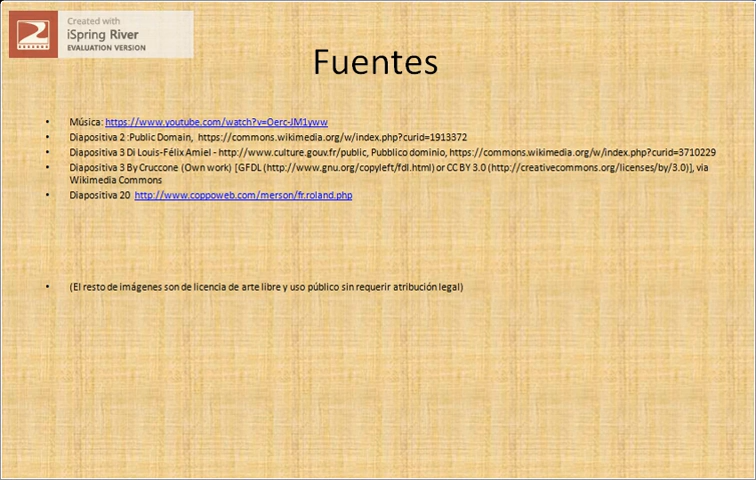 Created with
iSpring River
EVALUATION VERSION
Fuentes
• Música: https://www.youtube.com/watch?v=Oerc-JM1yww
• Diapositiva 2 :Public Domain, https://commons.wikimedia.org/w/index.php?curid=1913372
• Diapositiva 3 Di Louis-Félix Amiel - http://www.culture.gouv.fr/public, Pubblico dominio, https://commons.wikimedia.org/w/index.php?curid=3710229
• Diapositiva 3 By Cruccone (Own work) [GFDL (http://www.gnu.org/copyleft/fdl.html) or CC BY 3.0 (http://creativecommons.org/licenses/by/3.0)], via
Wikimedia Commons
• Diapositiva 20 http://www.coppoweb.com/merson/fr.roland.php
• (El resto de imágenes son de licencia de arte libre y uso público sin requerir atribución legal)